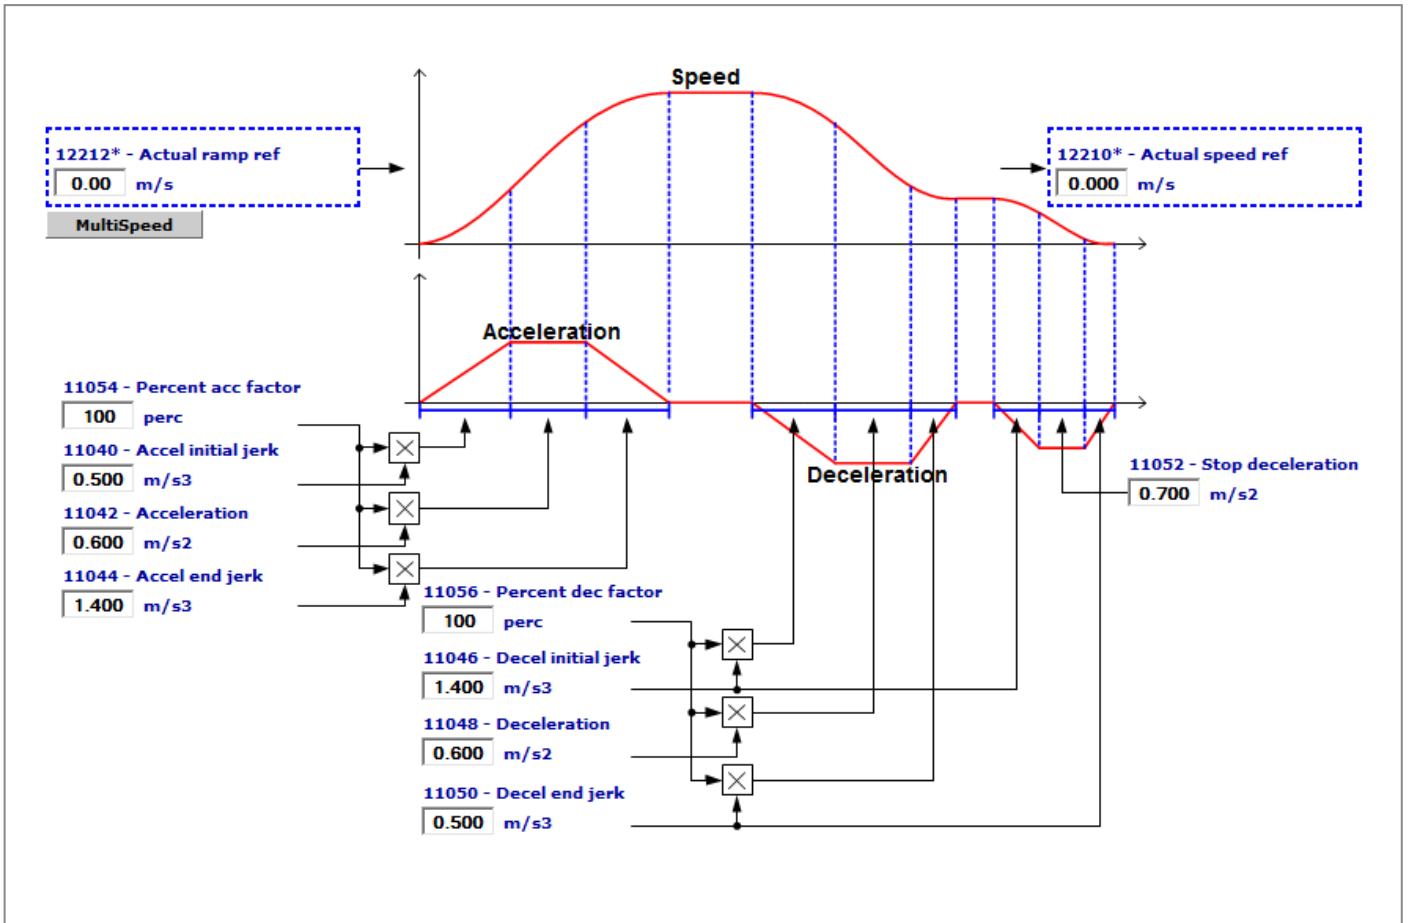 Speed
12212* - Actual ramp ref
0.00 m/s
MultiSpeed
12210* - Actual speed ref
0.000 m/s
Acceleration
11054 - Percent acc factor
100 perc
11040 - Accel initial jerk
0.500 m/s3
11042 - Acceleration
0.600 m/s2
11044 - Accel end jerk
1.400 m/s3
Deceleration
11052 - Stop deceleration
0.700 m/s2
11056 - Percent dec factor
100 perc
11046 - Decel initial jerk
1.400 m/s3
11048 - Deceleration
0.600 m/s2
11050 - Decel end jerk
0.500 m/s3